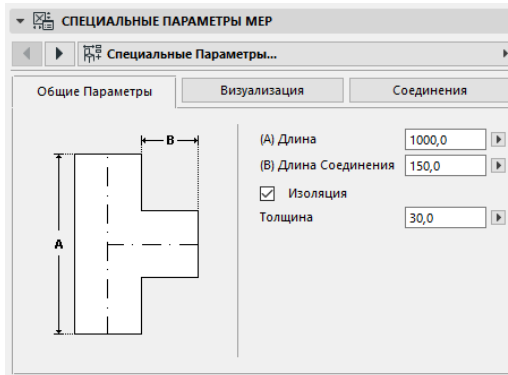 СПЕЦИАЛЬНЫЕ ПАРАМЕТРЫ МЕР
Специальные Параметры...
Общие Параметры Визуализация Соединения
B
A
(A) Длина 1000,0
(B) Длина Соединения 150,0
Изоляция
Толщина 30,0